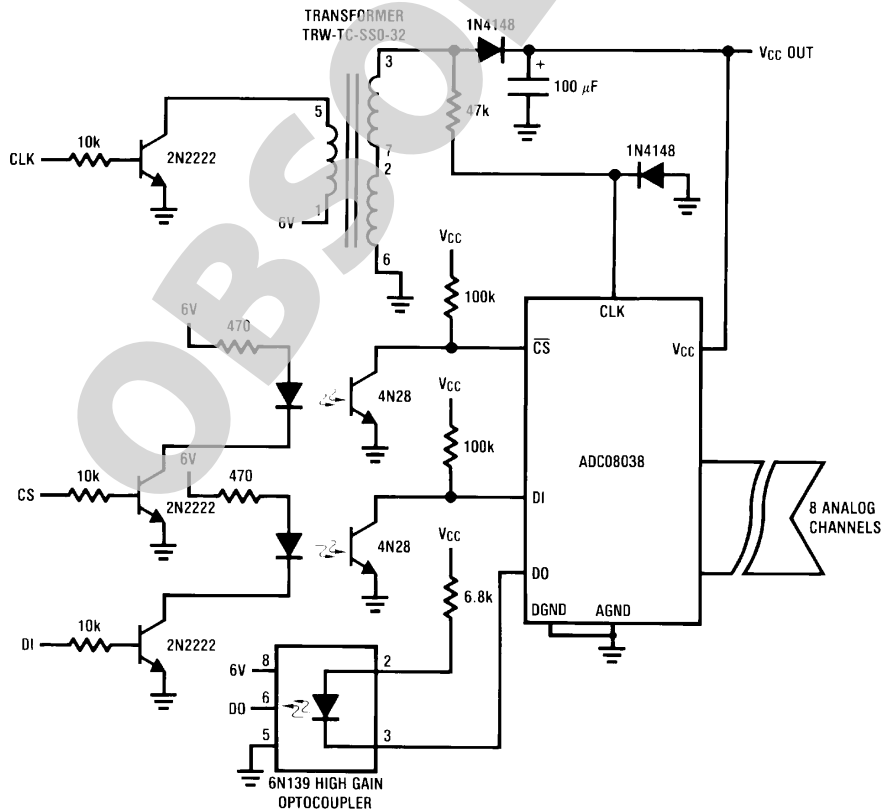 TRANSFORMER
TRW-TC-SSO-32
1N4148
3
VCC OUT
+
100 µF
5
47k
10k
CLK
2N2222
7
1N4148
2
1
6V
VCC
6
100k
6V
470
CLK
CS
VCC
4N28
VCC
100k
ADC08038
10k
6V
470
CS
2N2222
DI
8 ANALOG
CHANNELS
4N28
VCC
DO
6.8k
10k
DGND
AGND
DI
2N2222
6V
8
2
DO
6
5
3
6N139 HIGH GAIN
OPTOCOUPLER
OBSO